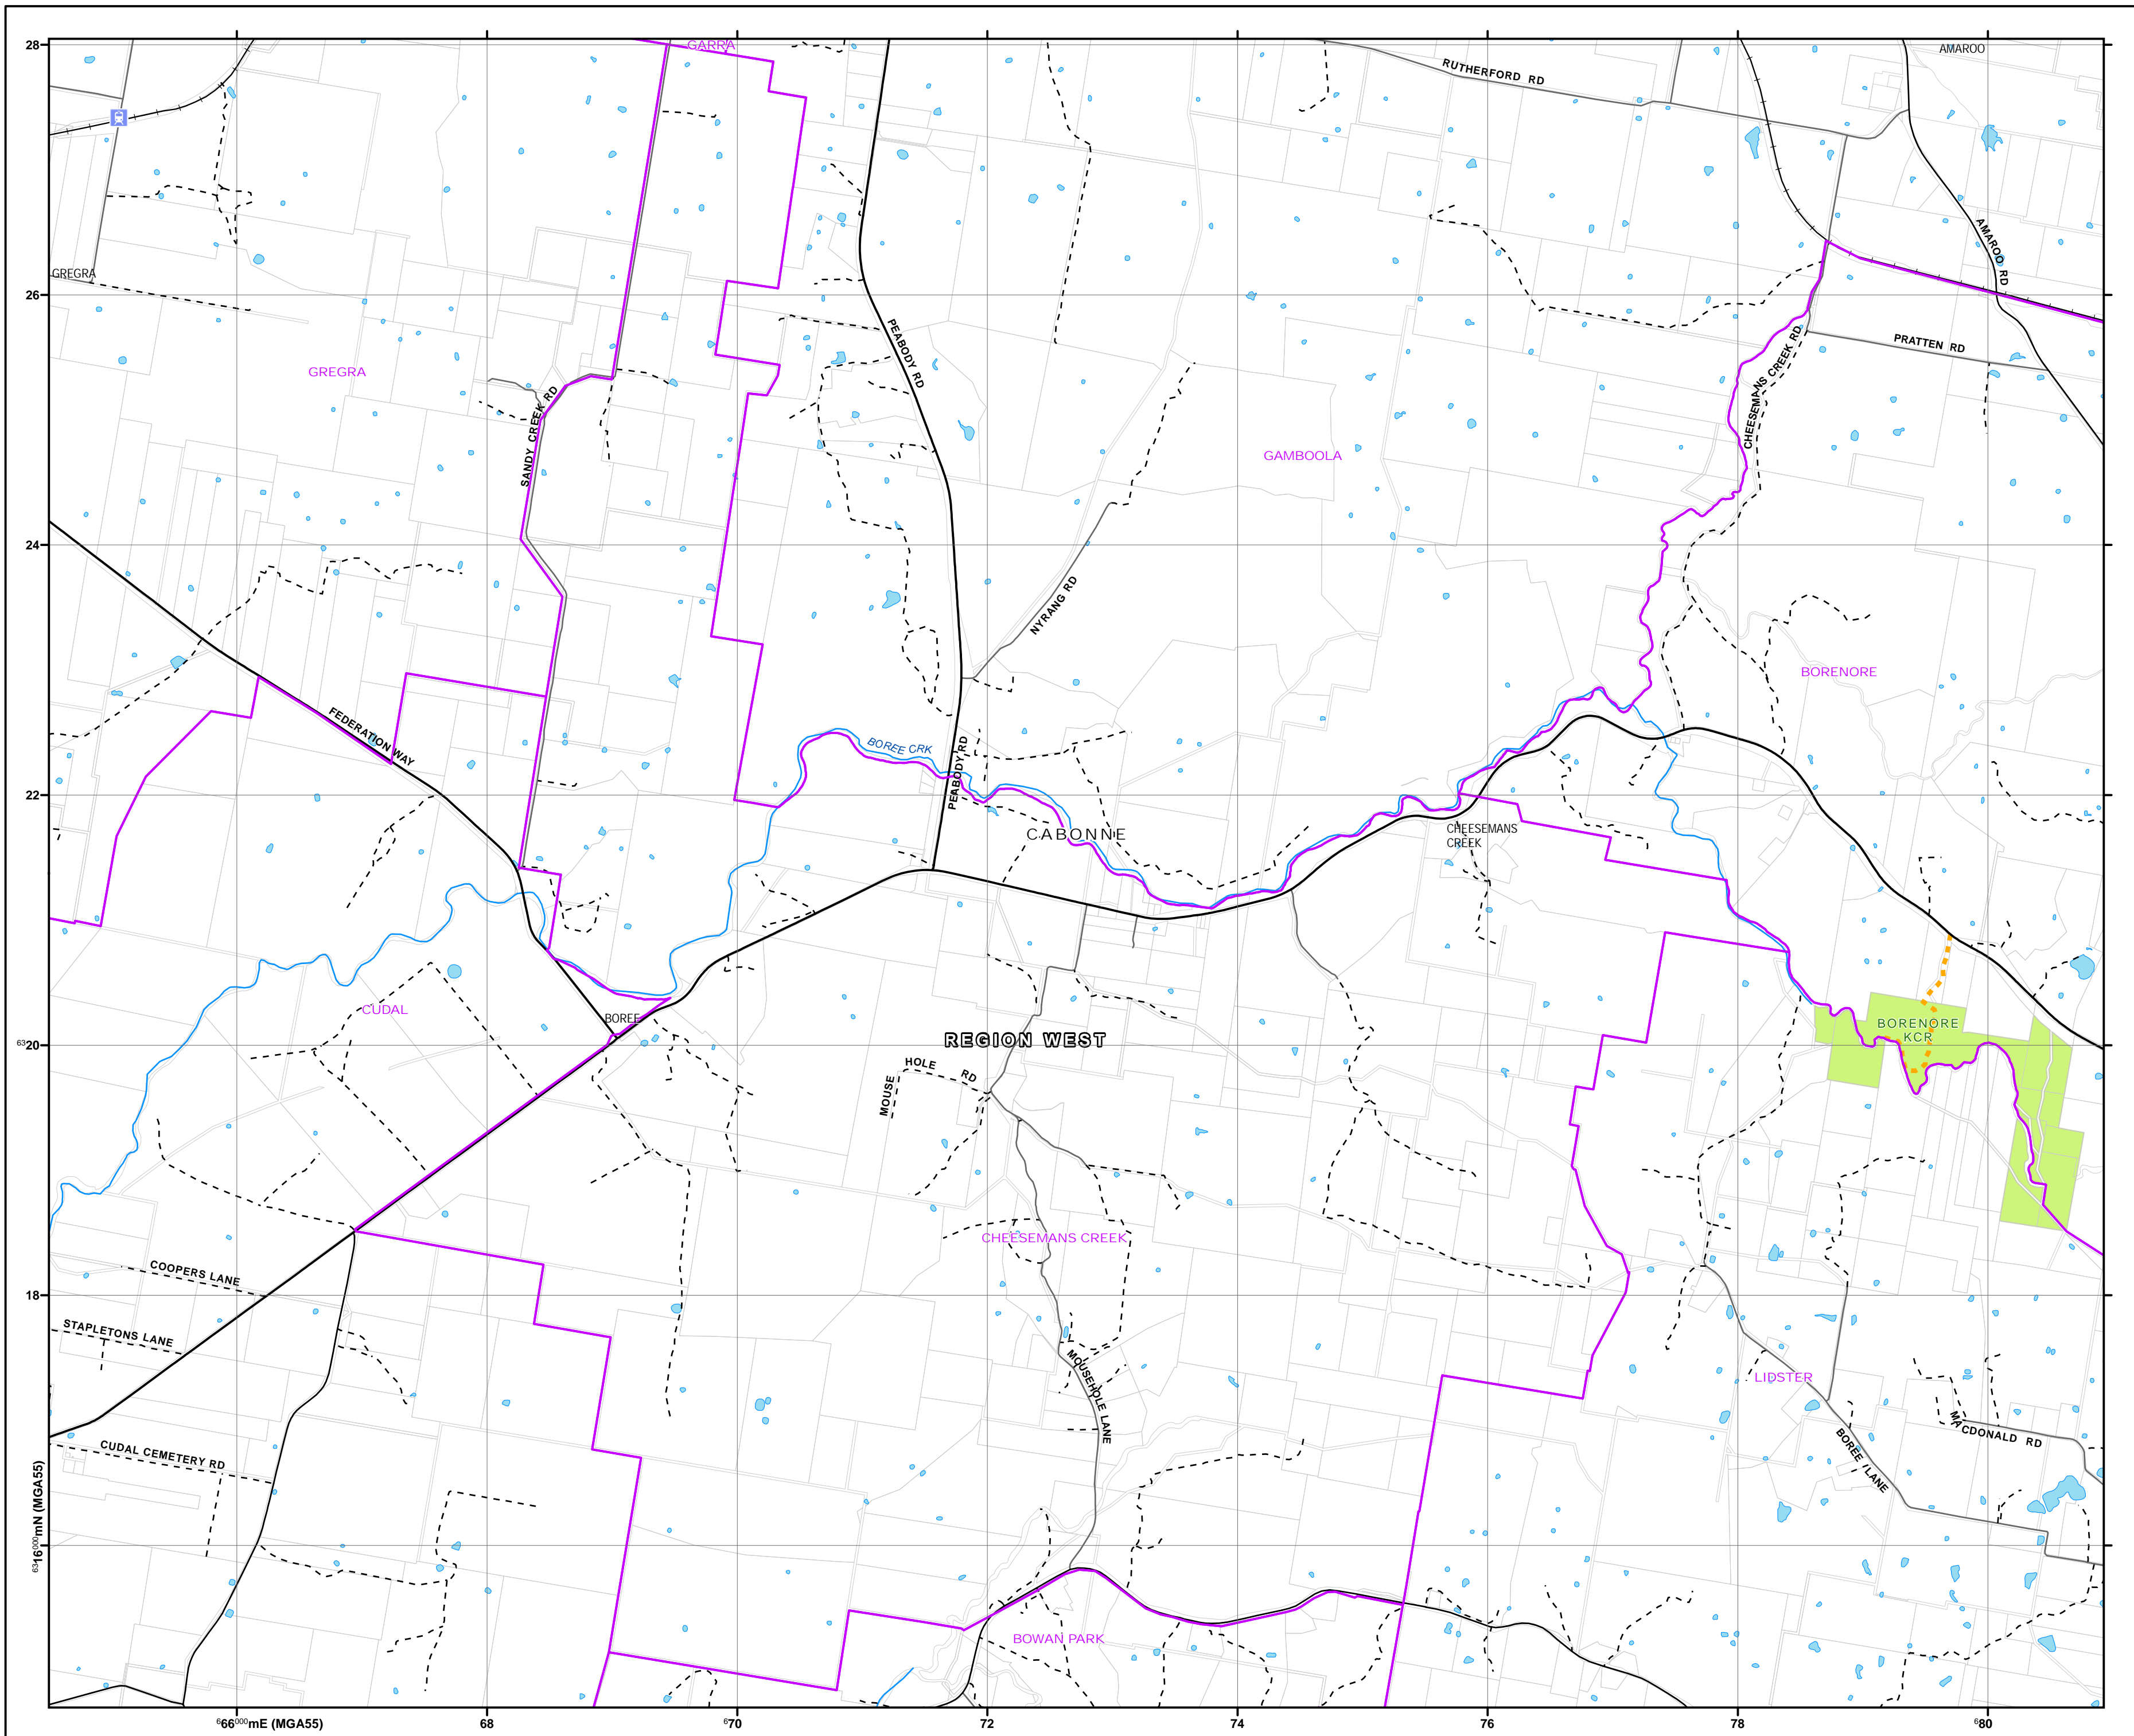 28
GARRA
AMAROO
RUTHERFORD RD
AMAROO RD
GREGRA
26
PEABODY RD
CHEESEMANS CREEK RD
PRATTEN RD
GREGRA
SANDY CREEK RD
GAMBOOLA
24
NYRANG RD
BORENORE
FEDERATION WAY
BOREE CRK
PEABODY RD
22
CABONNE
CHEESEMANS
CREEK
CUDAL
BOREE
BORENORE
KCR
6320
REGION WEST
MOUSE HOLE RD
CHEESEMANS CREEK
COOPERS LANE
18
STAPLETONS LANE
MOUSEHOLE LANE
LIDSTER
MACDONALD RD
CUDAL CEMETERY RD
BOREE LANE
6316000mN (MGA55)
BOWAN PARK
666000mE (MGA55)
68
670
72
74
76
78
680